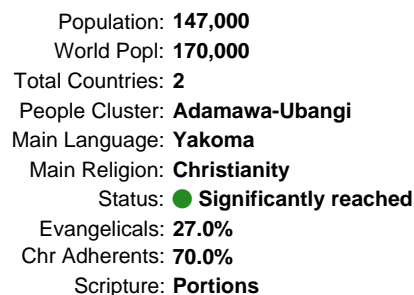 Population: 147,000
World Popl: 170,000
Total Countries: 2
People Cluster: Adamawa-Ubangi
Main Language: Yakoma
Main Religion: Christianity
Status: Significantly reached
Evangelicals: 27.0%
Chr Adherents: 70.0%
Scripture: Portions